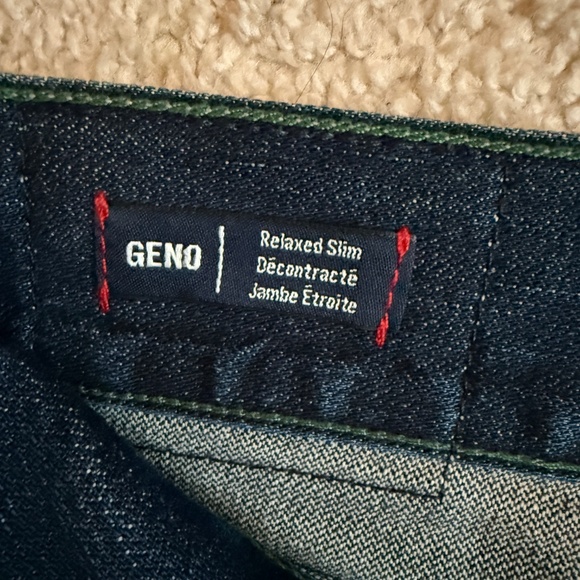 GENO
Relaxed Slim
Décontracté
Jambe Étroite